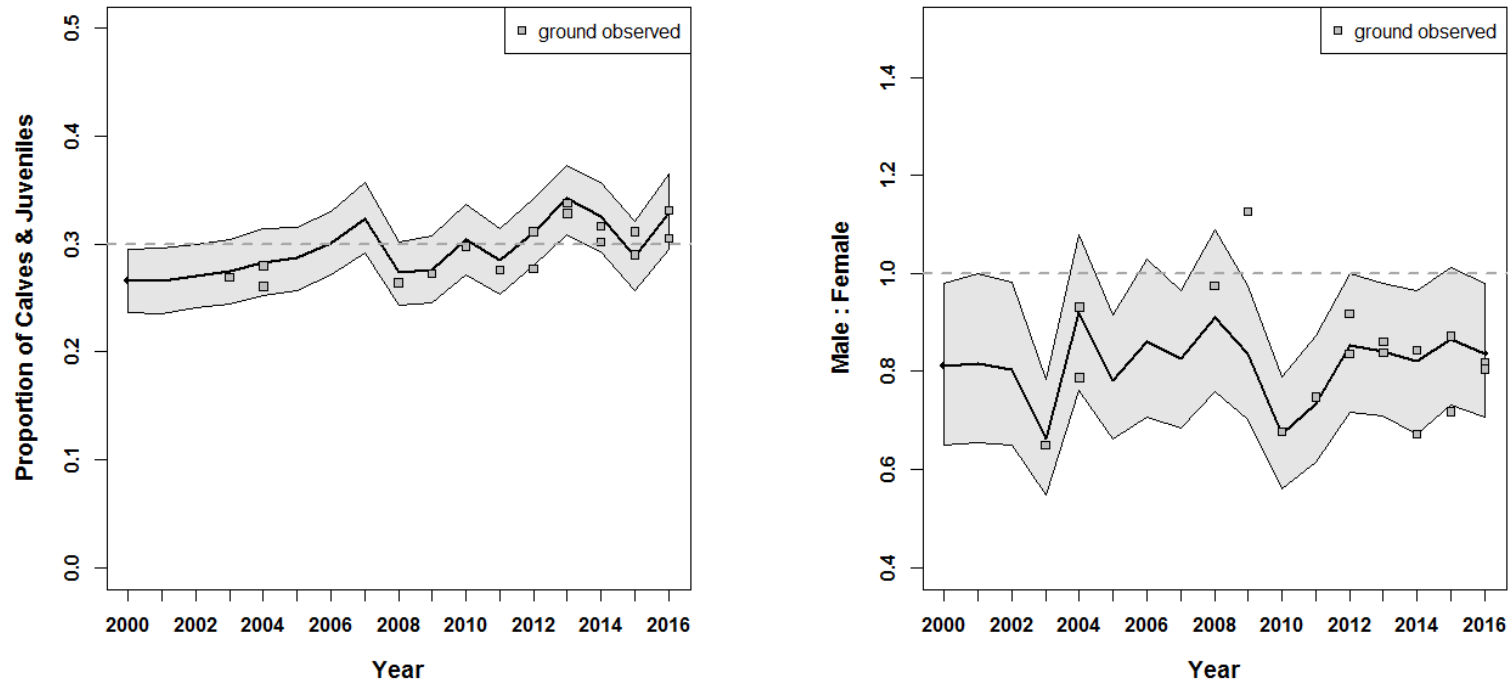 ground observed
Proportion of Calves & Juveniles
0.5
0.4
0.3
0.2
0.1
0.0
2000 2002 2004 2006 2008 2010 2012 2014 2016
Year
ground observed
Male : Female
1.4
1.2
1.0
0.8
0.6
0.4
2000 2002 2004 2006 2008 2010 2012 2014 2016
Year